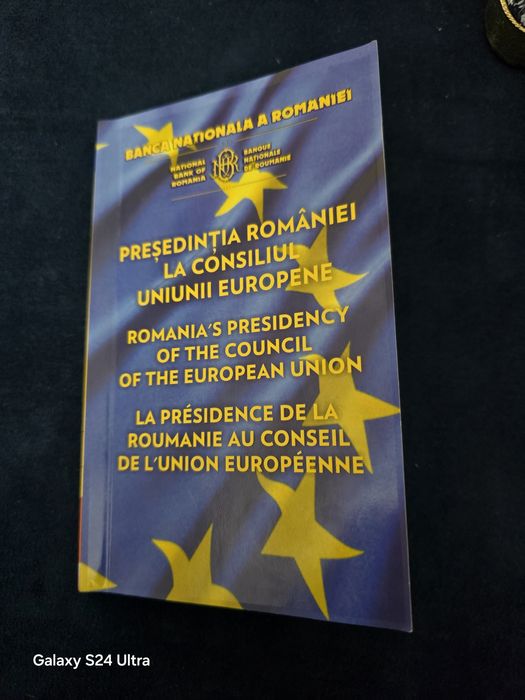 BANCA NAȚIONALĂ A ROMÂNIEI
NATIONAL
BANK OF
ROMANIA
BNR
BANQUE
NATIONALE
DE ROUMANIE
PREȘEDINȚIA ROMÂNIEI
LA CONSILIUL
UNIUNII EUROPENE
ROMANIA'S PRESIDENCY
OF THE COUNCIL
OF THE EUROPEAN UNION
LA PRÉSIDENCE DE LA
ROUMANIE AU CONSEIL
DE L'UNION EUROPÉENNE
Galaxy S24 Ultra